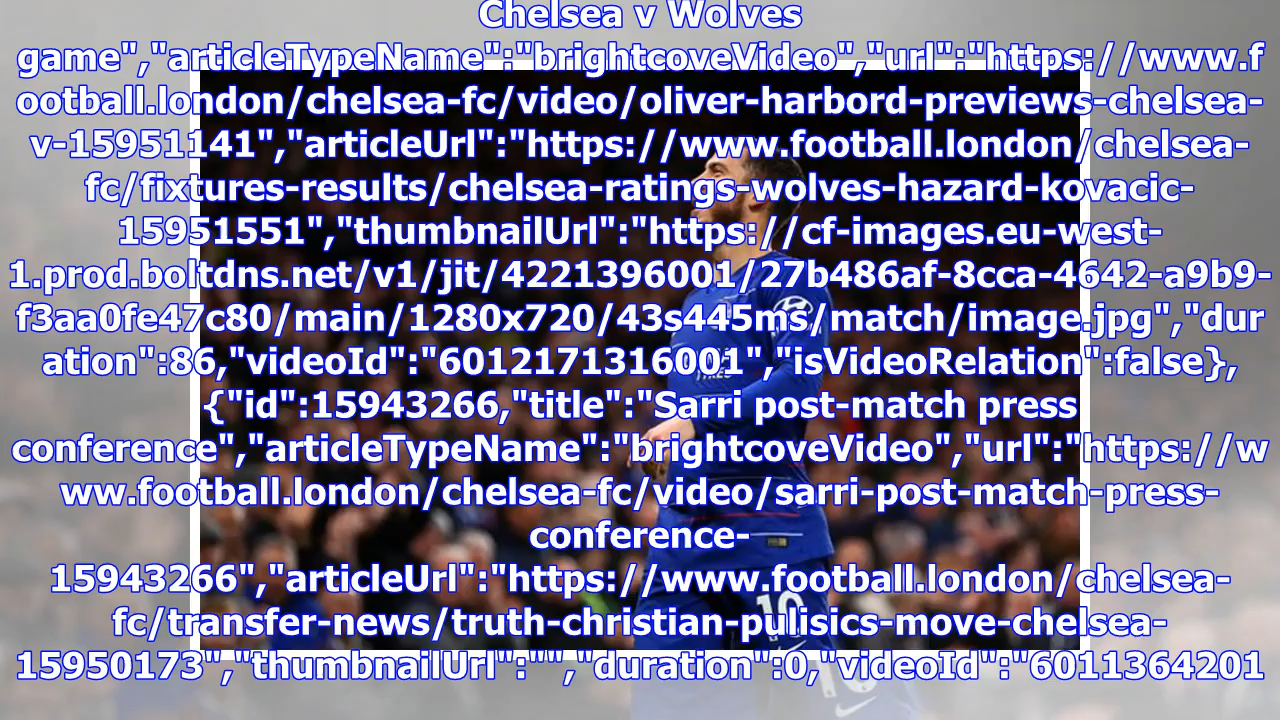 Chelsea v Wolves
game","articleTypeName":"brightcoveVideo","url":"https://www.f
ootball.london/chelsea-fc/video/oliver-harbord-previews-chelsea-
v-15951141","articleUrl":"https://www.football.london/chelsea-
fc/fixtures-results/chelsea-ratings-wolves-hazard-kovacic-
15951551","thumbnailUrl":"https://cf-images.eu-west-
1.prod.boltdns.net/v1/jit/4221396001/27b486af-8cca-4642-a9b9-
f3aa0fe47c80/main/1280x720/43s445ms/match/image.jpg","dur
ation":86,"videoId":"6012171316001","isVideoRelation":false},
{"id":15943266,"title":"Sarri post-match press
conference","articleTypeName":"brightcoveVideo","url":"https://w
ww.football.london/chelsea-fc/video/sarri-post-match-press-
conference-
15943266","articleUrl":"https://www.football.london/chelsea-
fc/transfer-news/truth-christian-pulisics-move-chelsea-
15950173","thumbnailUrl":"","duration":0,"videoId":"6011364201
10